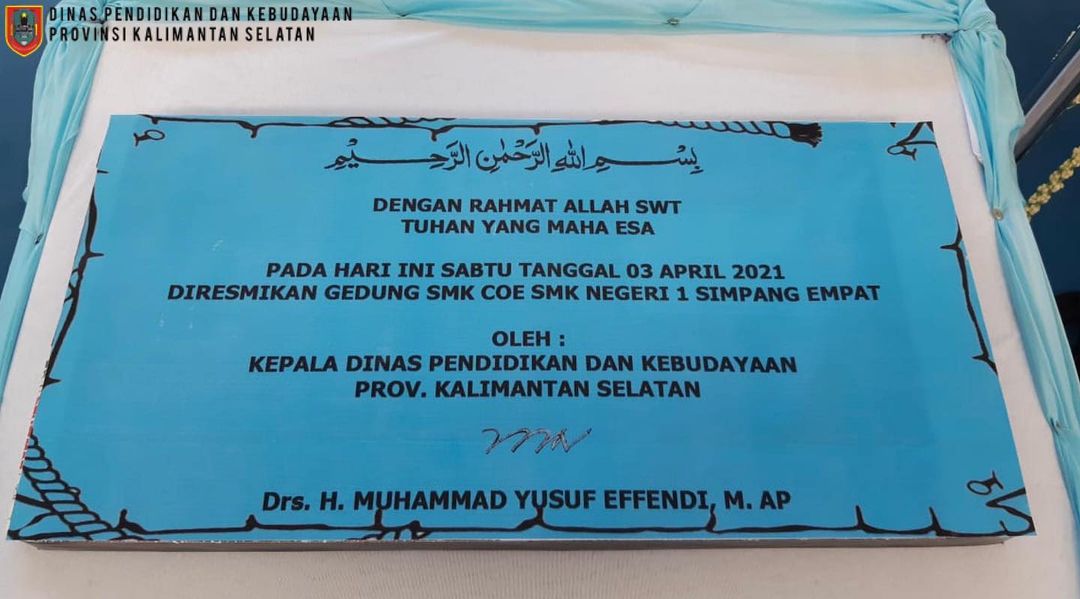 DINAS PENDIDIKAN DAN KEBUDAYAAN
PROVINSI KALIMANTAN SELATAN
بِسْمِ اللهِ الرَّحْمٰنِ الرَّحِيْمِ
DENGAN RAHMAT ALLAH SWT
TUHAN YANG MAHA ESA
PADA HARI INI SABTU TANGGAL 03 APRIL 2021
DIRESMIKAN GEDUNG SMK COE SMK NEGERI 1 SIMPANG EMPAT
OLEH :
KEPALA DINAS PENDIDIKAN DAN KEBUDAYAAN
PROV. KALIMANTAN SELATAN
Drs. H. MUHAMMAD YUSUF EFFENDI, M. AP